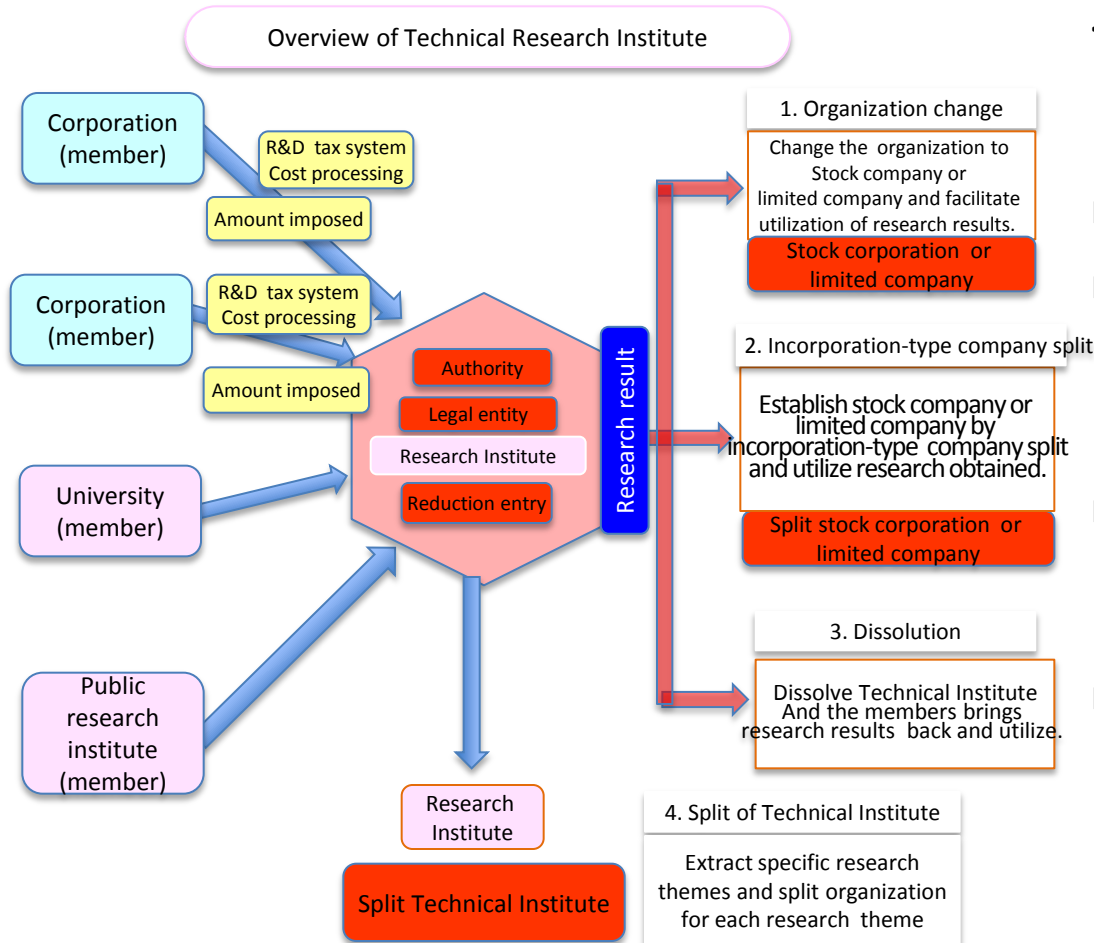 Overview of Technical Research Institute
Corporation
(member)
R&D tax system
Cost processing
Amount imposed
Corporation
(member)
R&D tax system
Cost processing
Amount imposed
University
(member)
Public
research
institute
(member)
Authority
Legal entity
Research Institute
Reduction entry
Research result
1. Organization change
Change the organization to
Stock company or
limited company and facilitate
utilization of research results.
Stock corporation or
limited company
2. Incorporation-type company split
Establish stock company or
limited company by
incorporation-type company split
and utilize research obtained.
Split stock corporation or
limited company
3. Dissolution
Dissolve Technical Institute
And the members brings
research results back and utilize.
Research
Institute
Split Technical Institute
4. Split of Technical Institute
Extract specific research
themes and split organization
for each research theme